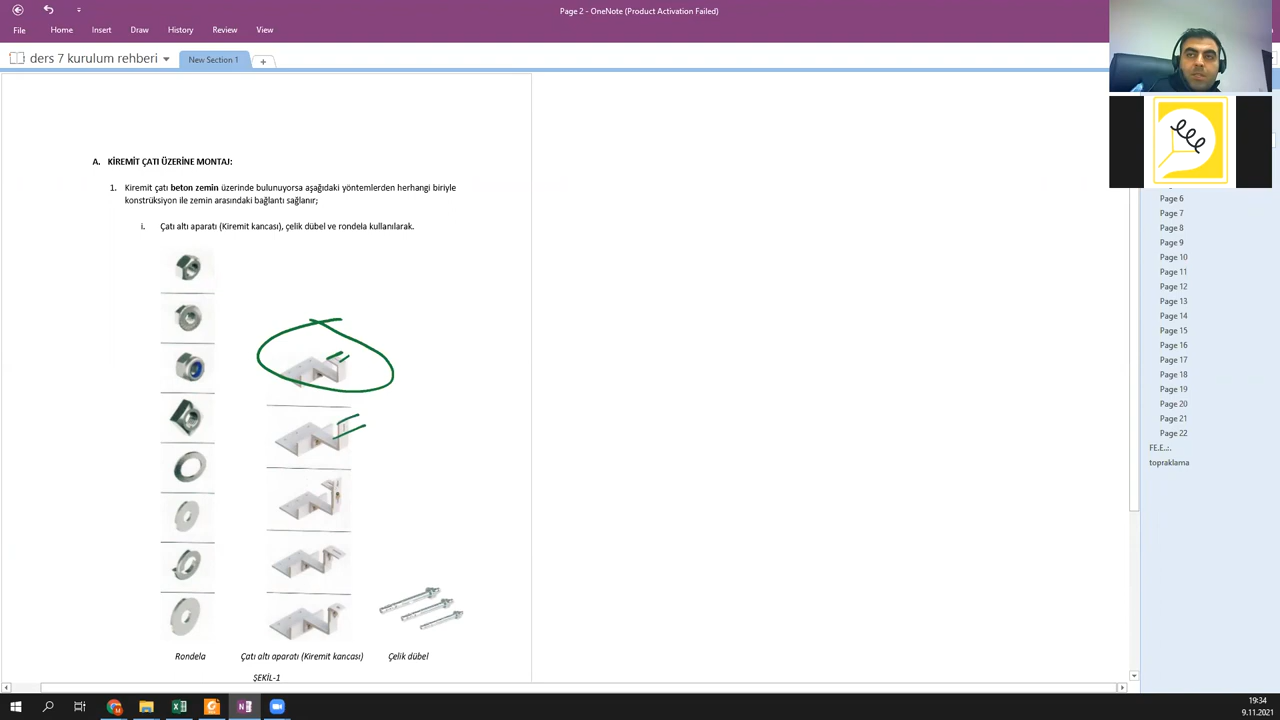 Page 2 - OneNote (Product Activation Failed)
File Home Insert Draw History Review View
ders 7 kurulum rehberi
New Section 1
A. KİREMİT ÇATI ÜZERİNE MONTAJ:
1. Kiremit çatı beton zemin üzerinde bulunuyorsa aşağıdaki yöntemlerden herhangi biriyle
konstrüksiyon ile zemin arasındaki bağlantı sağlanır;
i. Çatı altı aparatı (Kiremit kancası), çelik dübel ve rondela kullanılarak.
Rondela
Çatı altı aparatı (Kiremit kancası)
Çelik dübel
ŞEKİL-1
Page 6
Page 7
Page 8
Page 9
Page 10
Page 11
Page 12
Page 13
Page 14
Page 15
Page 16
Page 17
Page 18
Page 19
Page 20
Page 21
Page 22
FE.E.:.
topraklama
19:34
9.11.2021